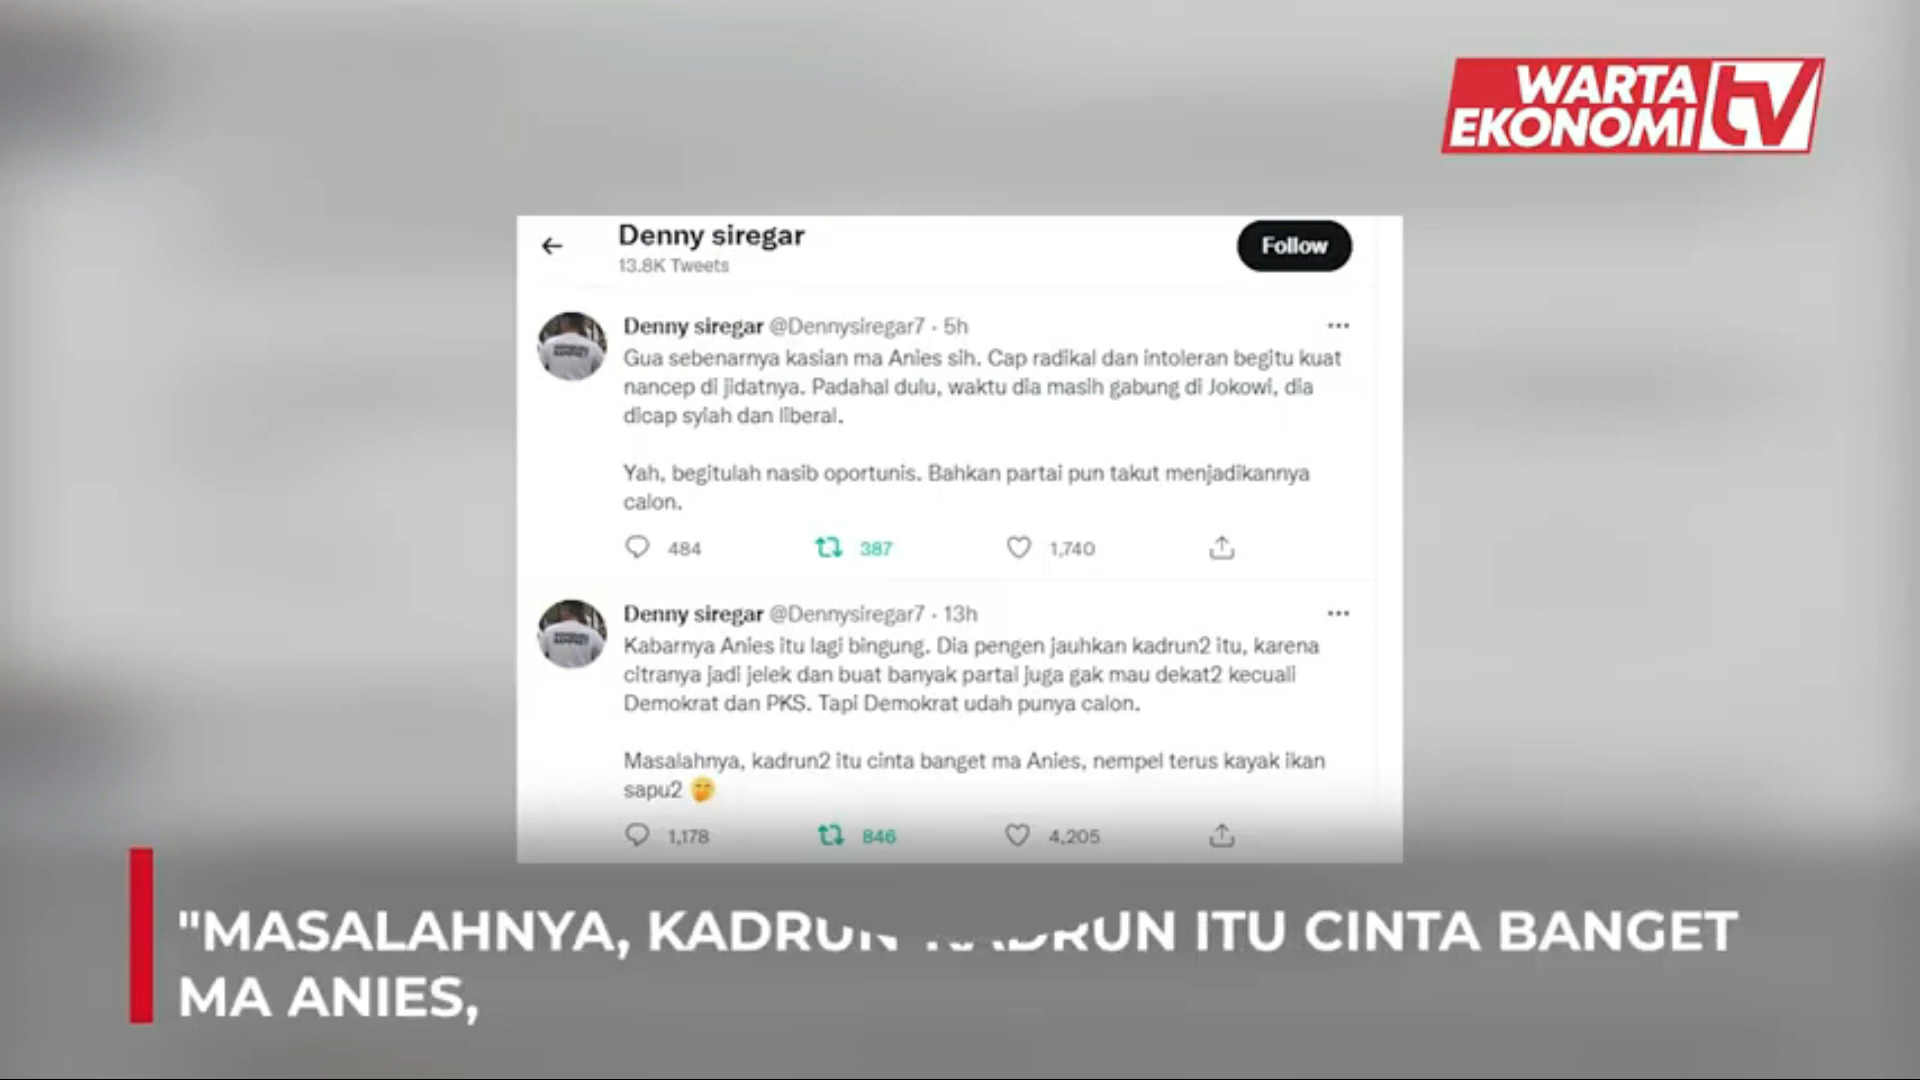 WARTA
EKONOMI tv
Denny siregar
13.8K Tweets
Follow
Denny siregar @Dennysiregar7 · 5h
Gua sebenarnya kasian ma Anies sih. Cap radikal dan intoleran begitu kuat
nancep di jidatnya. Padahal dulu, waktu dia masih gabung di Jokowi, dia
dicap syiah dan liberal.
Yah, begitulah nasib oportunis. Bahkan partai pun takut menjadikannya
calon.
484 387 1,740
Denny siregar @Dennysiregar7 · 13h
Kabarnya Anies itu lagi bingung. Dia pengen jauhkan kadrun2 itu, karena
citranya jadi jelek dan buat banyak partai juga gak mau dekat2 kecuali
Demokrat dan PKS. Tapi Demokrat udah punya calon.
Masalahnya, kadrun2 itu cinta banget ma Anies, nempel terus kayak ikan
sapu2 🤭
1,178 846 4,205
"MASALAHNYA, KADRUN KADRUN ITU CINTA BANGET
MA ANIES,